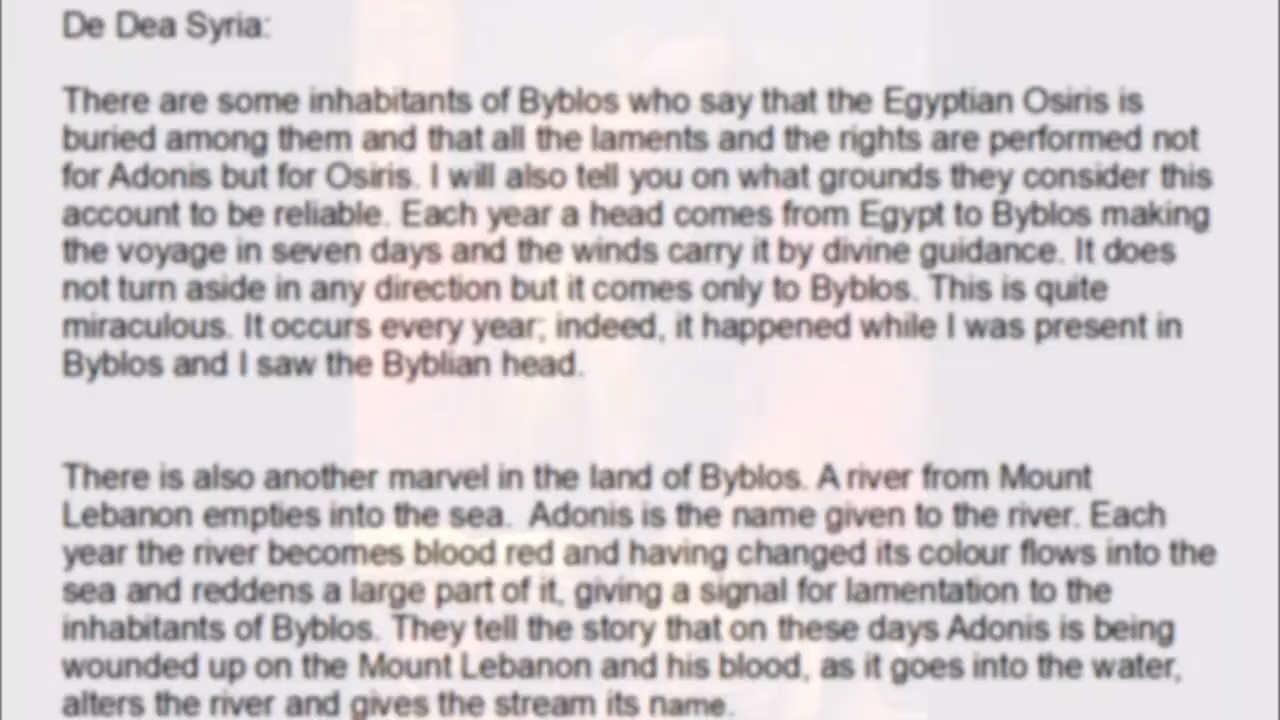 De Dea Syria:
There are some inhabitants of Byblos who say that the Egyptian Osiris is
buried among them and that all the laments and the rights are performed not
for Adonis but for Osiris. I will also tell you on what grounds they consider this
account to be reliable. Each year a head comes from Egypt to Byblos making
the voyage in seven days and the winds carry it by divine guidance. It does
not turn aside in any direction but it comes only to Byblos. This is quite
miraculous. It occurs every year; indeed, it happened while I was present in
Byblos and I saw the Byblian head.
There is also another marvel in the land of Byblos. A river from Mount
Lebanon empties into the sea. Adonis is the name given to the river. Each
year the river becomes blood red and having changed its colour flows into the
sea and reddens a large part of it, giving a signal for lamentation to the
inhabitants of Byblos. They tell the story that on these days Adonis is being
wounded up on the Mount Lebanon and his blood, as it goes into the water,
alters the river and gives the stream its name.